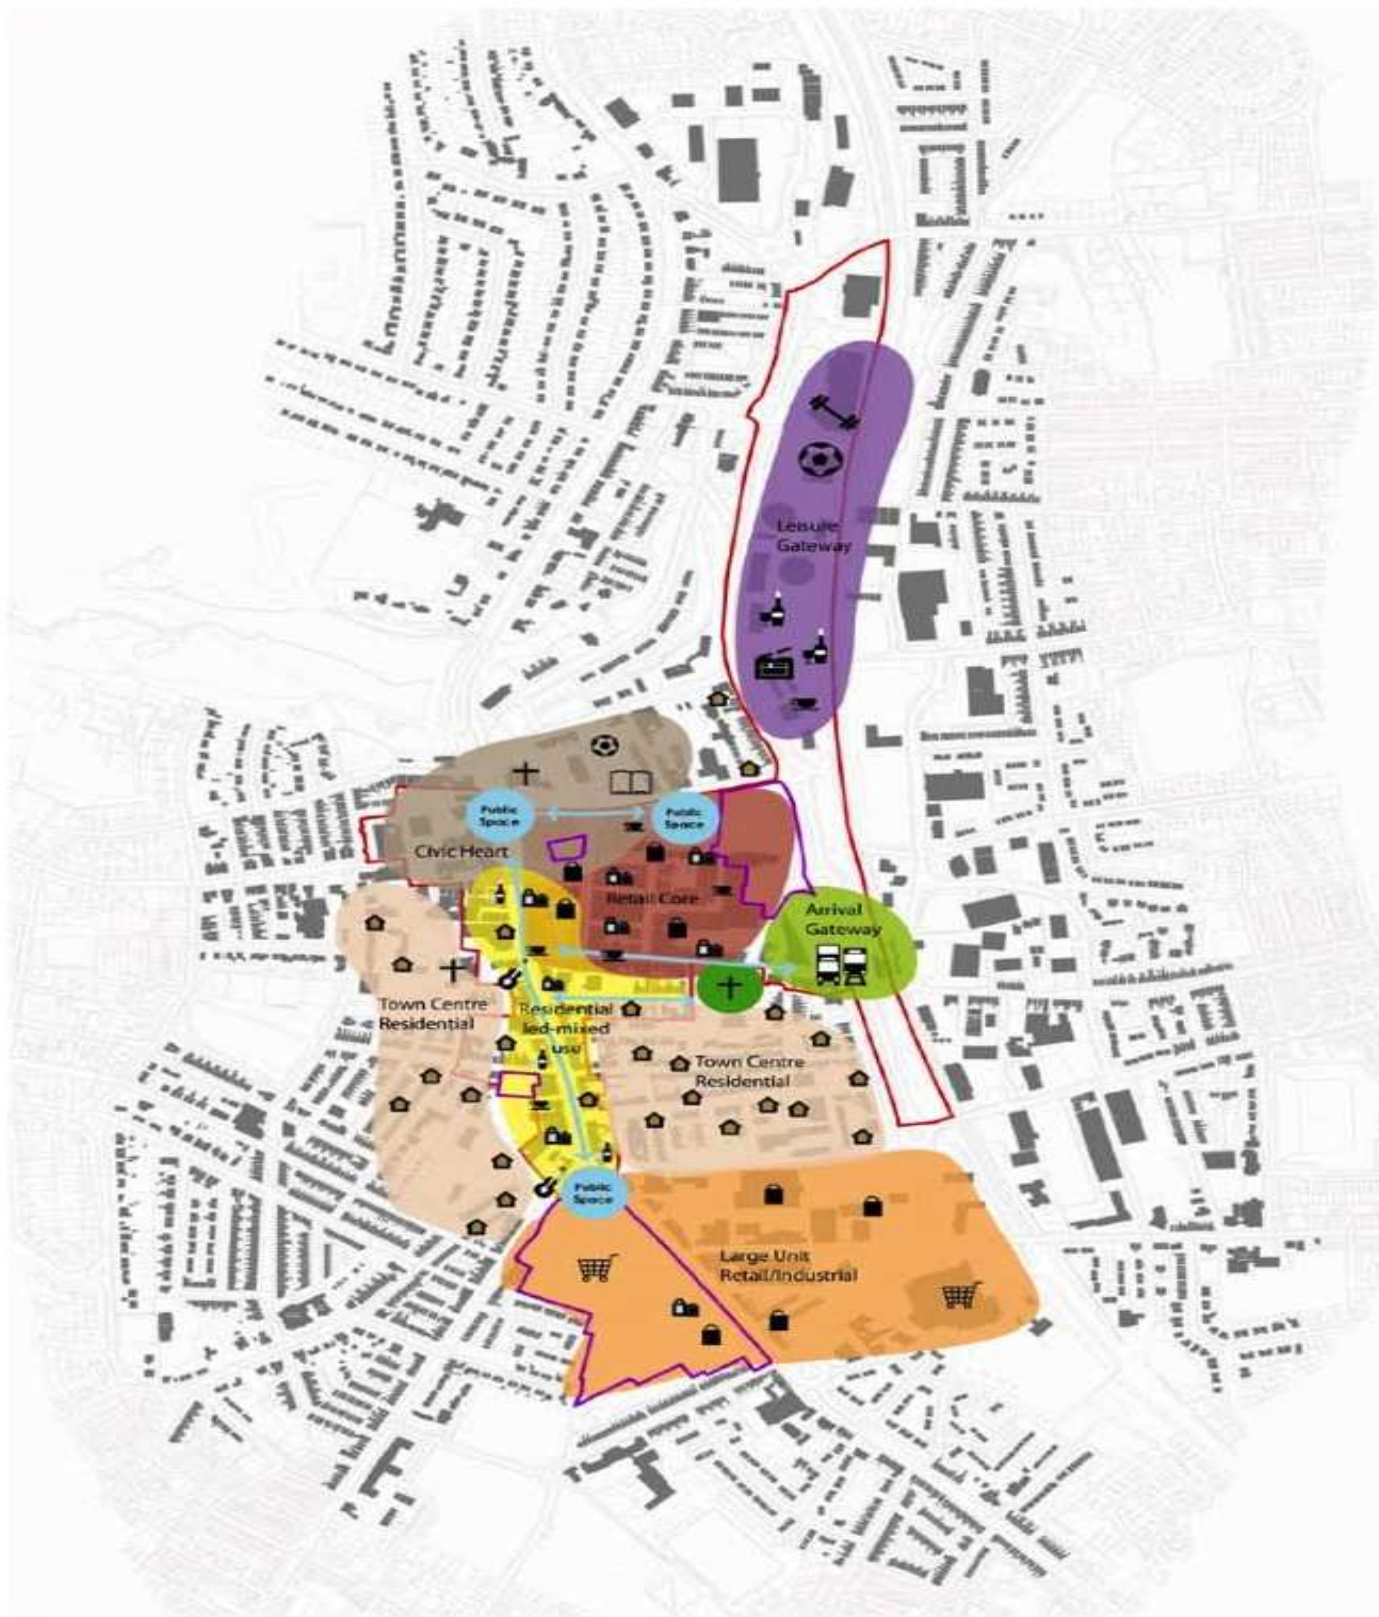 Leisure
Gateway
Public
Space
Public
Space
Civic Heart
Retail Core
Arrival
Gateway
Town Centre
Residential
Residential
led-mixed
use
Town Centre
Residential
Public
Space
Large Unit
Retail/Industrial